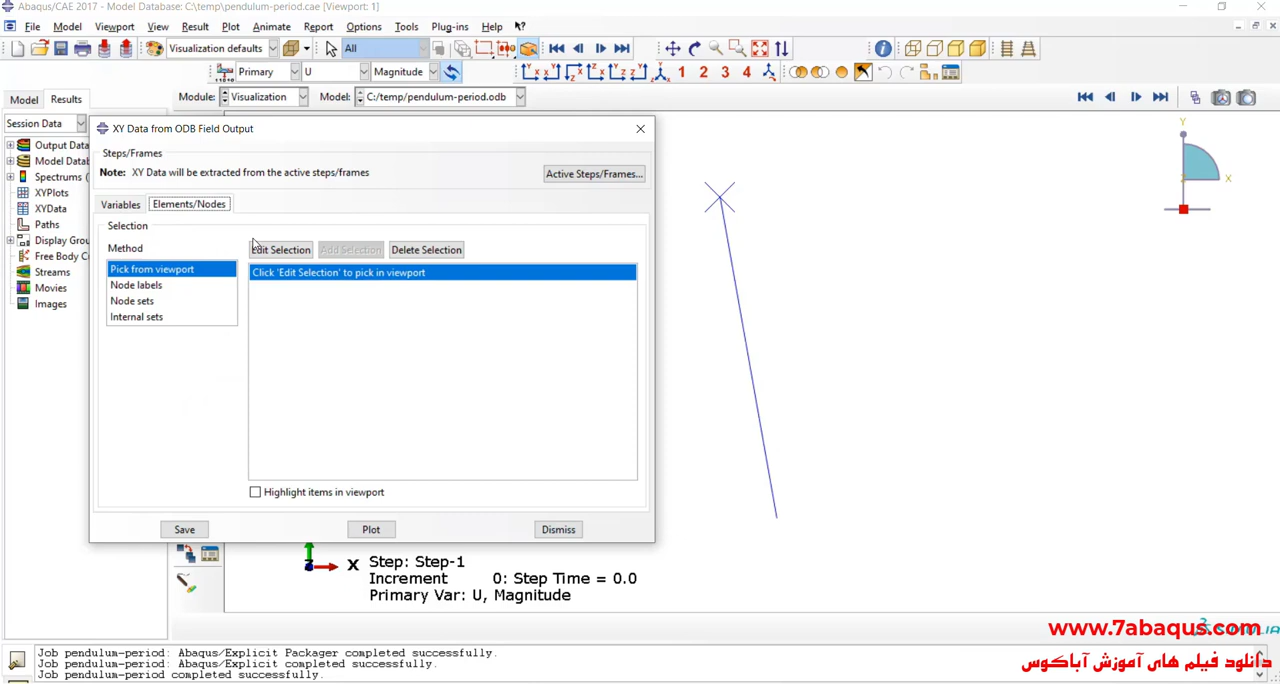 Abaqus/CAE 2017 - Model Database: C:\temp\pendulum-period.cae [Viewport: 1]
File Model Viewport View Result Plot Animate Report Options Tools Plug-ins Help
Visualization defaults All
Primary U Magnitude 1 2 3 4
Model Results Module: Visualization Model: C:/temp/pendulum-period.odb
Session Data
Output Data
Model Datab
Spectrums (
XYPlots
XYData
Paths
Display Grou
Free Body C
Streams
Movies
Images
XY Data from ODB Field Output
Steps/Frames
Note: XY Data will be extracted from the active steps/frames
Active Steps/Frames...
Variables Elements/Nodes
Selection
Method
Edit Selection Add Selection Delete Selection
Pick from viewport
Node labels
Node sets
Internal sets
Click 'Edit Selection' to pick in viewport
Highlight items in viewport
Save Plot Dismiss
Y
X
X
Step: Step-1
Increment 0: Step Time = 0.0
Primary Var: U, Magnitude
www.7abaqus.com
دانلود فیلم های آموزش آباکوس
Job pendulum-period: Abaqus/Explicit Packager completed successfully.
Job pendulum-period: Abaqus/Explicit completed successfully.
Job pendulum-period completed successfully.